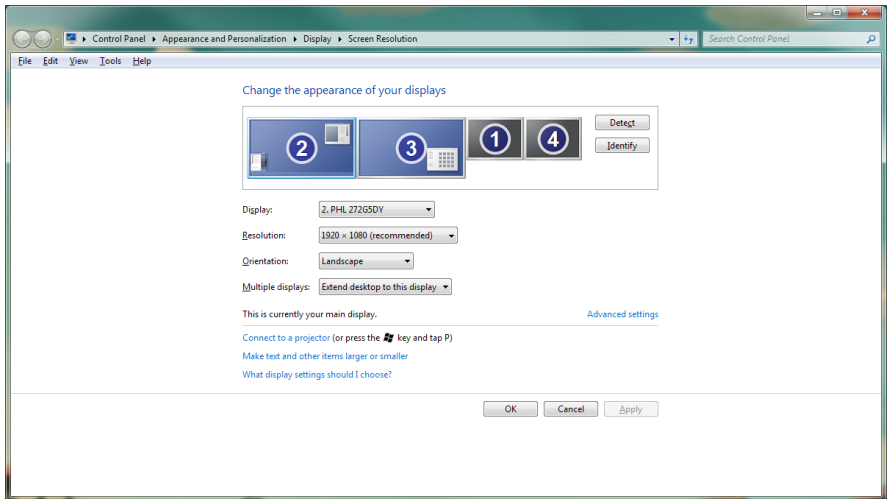 Control Panel Appearance and Personalization Display Screen Resolution Search Control Panel
File Edit View Tools Help
Change the appearance of your displays
2 3 1 4
Detect
Identify
Display: 2. PHL 272G5DY
Resolution: 1920 × 1080 (recommended)
Orientation: Landscape
Multiple displays: Extend desktop to this display
This is currently your main display. Advanced settings
Connect to a projector (or press the key and tap P)
Make text and other items larger or smaller
What display settings should I choose?
OK Cancel Apply